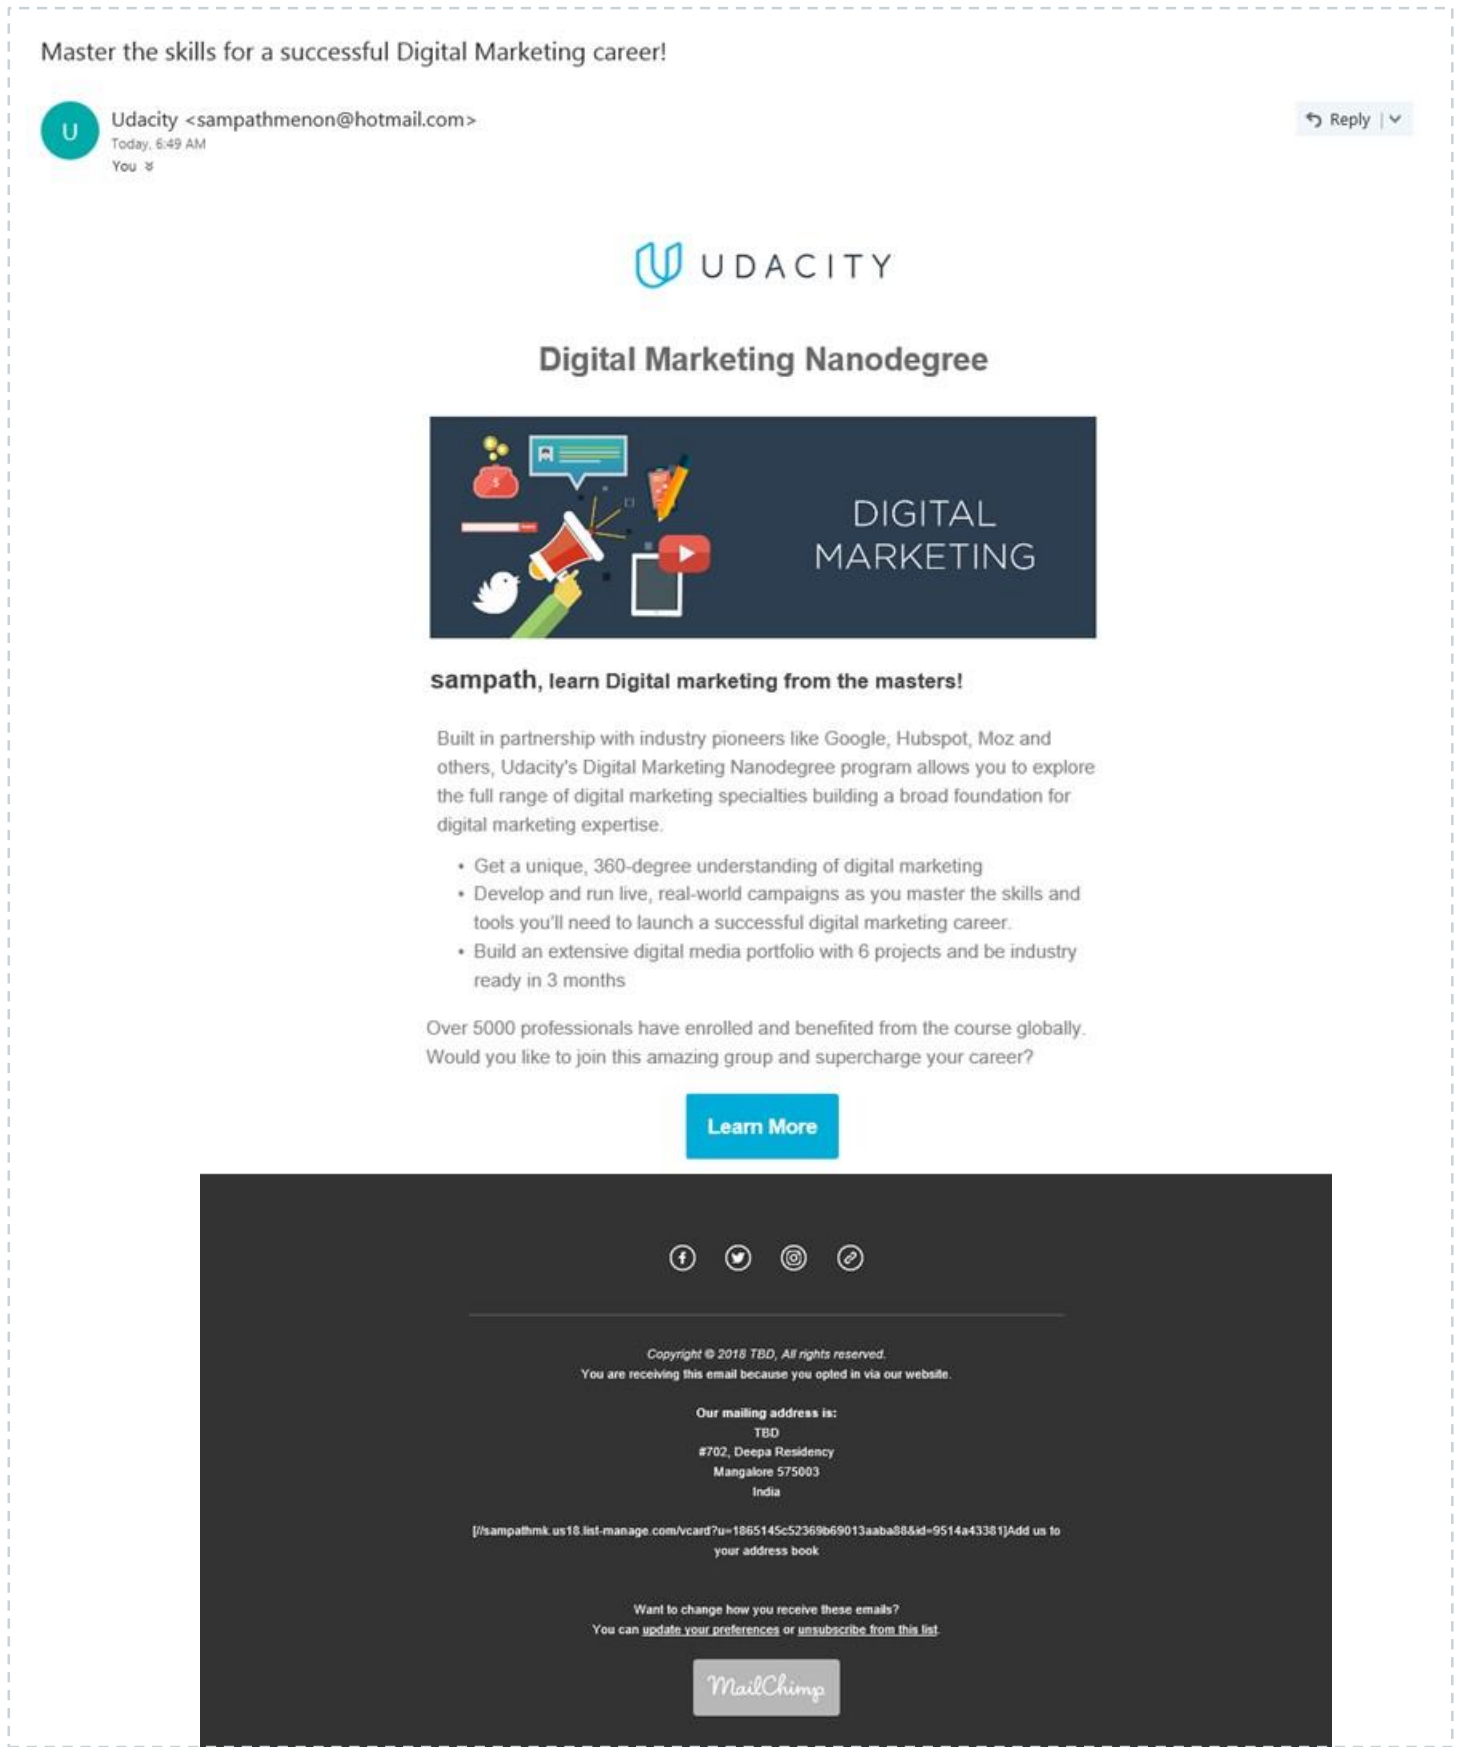 Master the skills for a successful Digital Marketing career!
U
Udacity <sampathmenon@hotmail.com>
Reply
Today, 6:49 AM
You
UDACITY
Digital Marketing Nanodegree
$
DIGITAL
MARKETING
sampath, learn Digital marketing from the masters!
Built in partnership with industry pioneers like Google, Hubspot, Moz and
others, Udacity's Digital Marketing Nanodegree program allows you to explore
the full range of digital marketing specialties building a broad foundation for
digital marketing expertise.
• Get a unique, 360-degree understanding of digital marketing
• Develop and run live, real-world campaigns as you master the skills and
tools you'll need to launch a successful digital marketing career.
• Build an extensive digital media portfolio with 6 projects and be industry
ready in 3 months
Over 5000 professionals have enrolled and benefited from the course globally.
Would you like to join this amazing group and supercharge your career?
Learn More
Copyright © 2018 TBD, All rights reserved.
You are receiving this email because you opted in via our website.
Our mailing address is:
TBD
#702, Deepa Residency
Mangalore 575003
India
[//sampathmk.us18.list-manage.com/vcard?u=1865145c52369b69013aaba88&id=9514a43381]Add us to
your address book
Want to change how you receive these emails?
You can update your preferences or unsubscribe from this list.
MailChimp